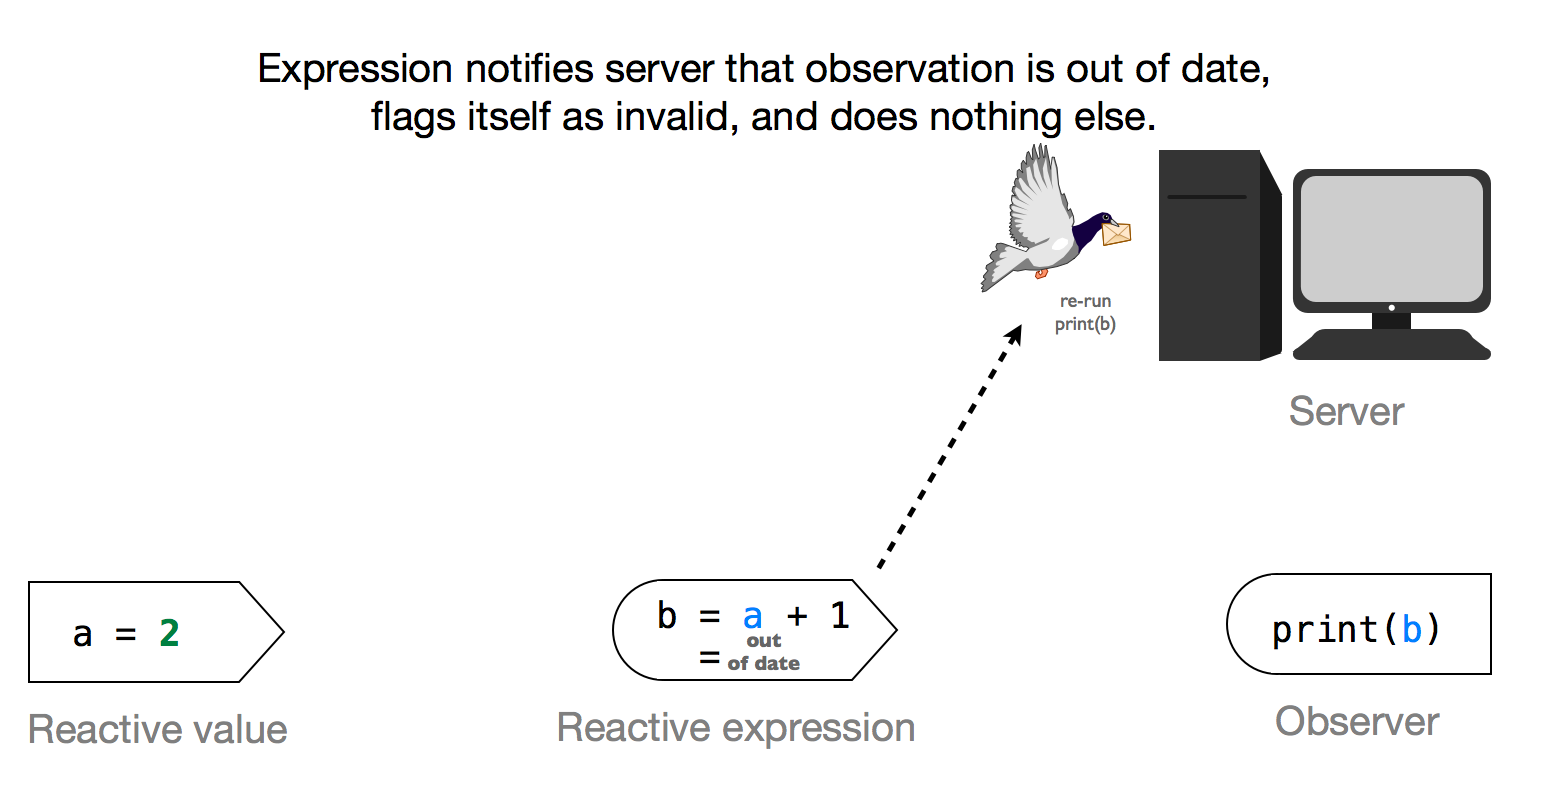 Expression notifies server that observation is out of date,
flags itself as invalid, and does nothing else.
re-run
print(b)
Server
a = 2
Reactive value
b = a + 1
= out
of date
Reactive expression
print(b)
Observer